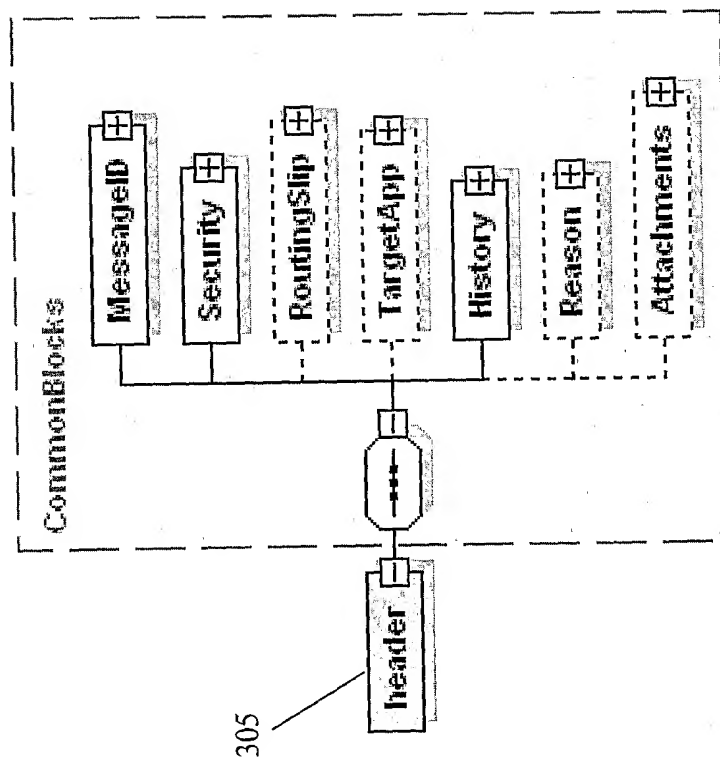 CommonBlocks
305
header
MessageID
Security
RoutingSlip
TargetApp
History
Reason
Attachments